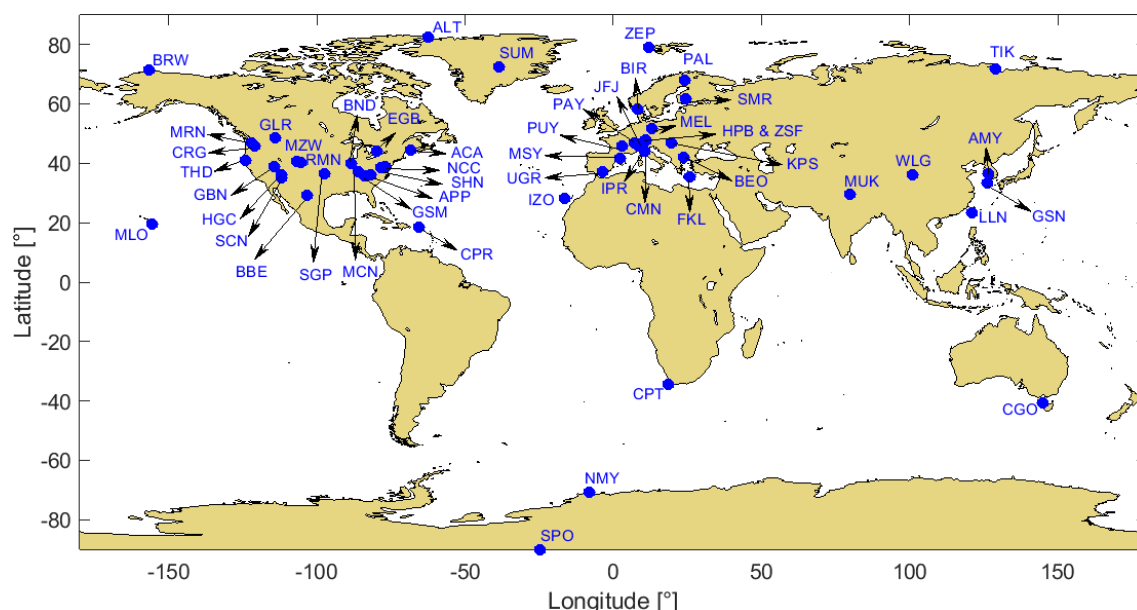 ALT
ZEP
SUM
BRW
PAL
TIK
BIR
JFJ
SMR
BND
EGB
PAY
GLR
MRN
MEL
HPB & ZSF
AMY
PUY
MZW
CRG
RMN
ACA
MSY
WLG
NCC
KPS
THD
SHN
UGR
IPR
BEO
MUK
GBN
APP
IZO
HGC
GSM
CMN
FKL
GSN
LLN
MLO
SCN
BBE
SGP
MCN
CPR
CPT
CGO
NMY
SPO
80
60
40
20
0
-20
-40
-60
-80
Latitude [°]
-150
-100
-50
0
50
100
150
Longitude [°]